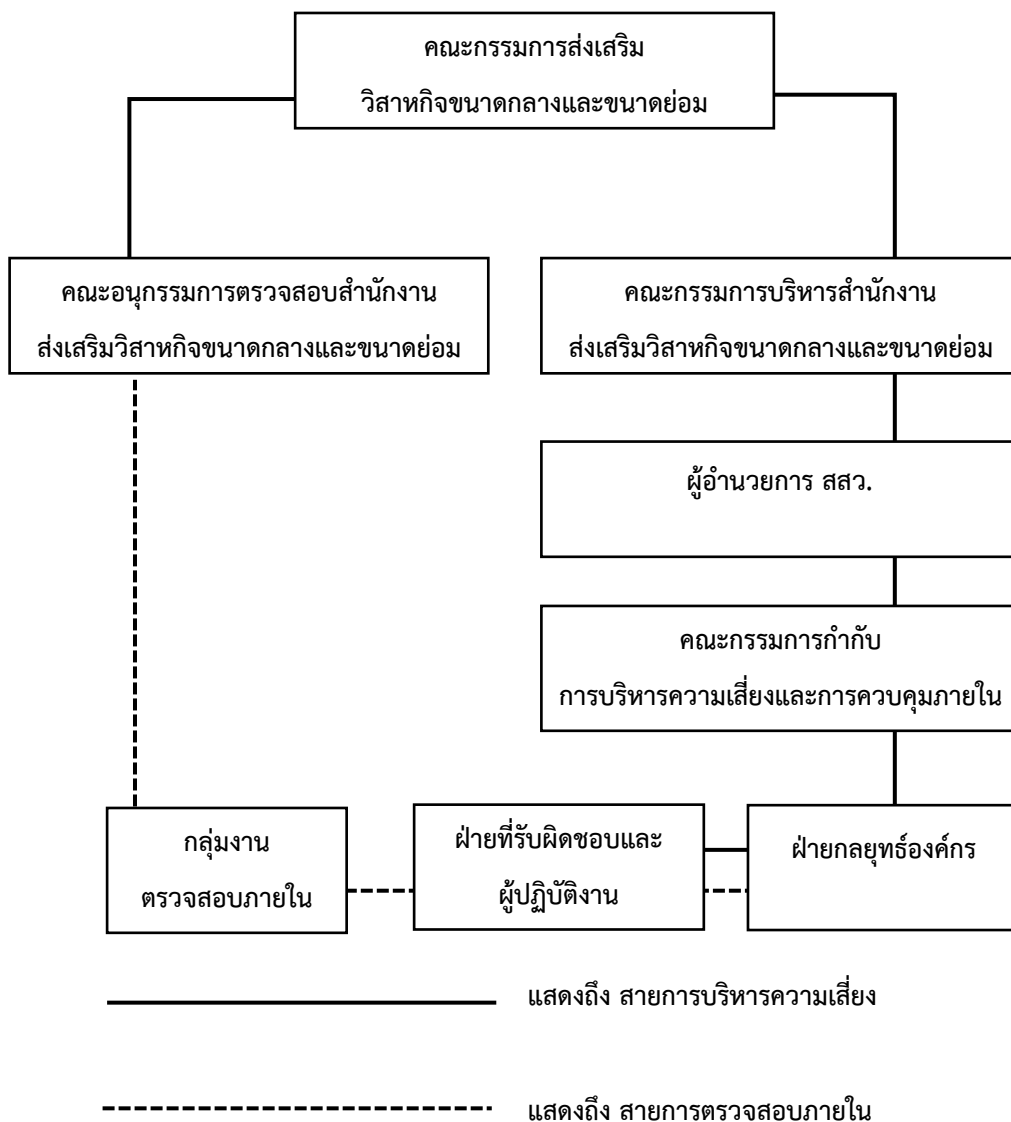 คณะกรรมการส่งเสริม
วิสาหกิจขนาดกลางและขนาดย่อม
คณะอนุกรรมการตรวจสอบสำนักงาน
ส่งเสริมวิสาหกิจขนาดกลางและขนาดย่อม
คณะกรรมการบริหารสำนักงาน
ส่งเสริมวิสาหกิจขนาดกลางและขนาดย่อม
ผู้อำนวยการ สสว.
คณะกรรมการกำกับ
การบริหารความเสี่ยงและการควบคุมภายใน
กลุ่มงาน
ตรวจสอบภายใน
ฝ่ายที่รับผิดชอบและ
ผู้ปฏิบัติงาน
ฝ่ายกลยุทธ์องค์กร
แสดงถึง สายการบริหารความเสี่ยง
แสดงถึง สายการตรวจสอบภายใน